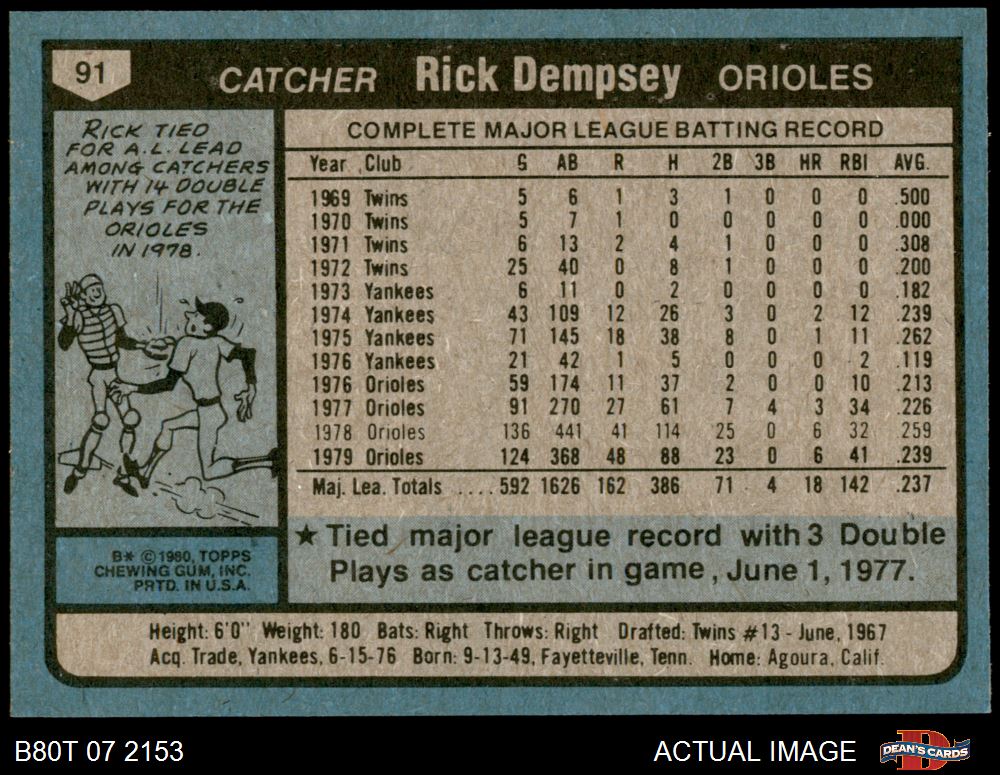 91
CATCHER Rick Dempsey ORIOLES
RICK TIED
FOR A.L. LEAD
AMONG CATCHERS
WITH 14 DOUBLE
PLAYS FOR THE
ORIOLES
IN 1978.
B* © 1980, TOPPS
CHEWING GUM, INC.
PRTD. IN U.S.A.
COMPLETE MAJOR LEAGUE BATTING RECORD
Year Club G AB R H 2B 3B HR RBI AVG.
1969 Twins 5 6 1 3 1 0 0 0 .500
1970 Twins 5 7 1 0 0 0 0 0 .000
1971 Twins 6 13 2 4 1 0 0 0 .308
1972 Twins 25 40 0 8 1 0 0 0 .200
1973 Yankees 6 11 0 2 0 0 0 0 .182
1974 Yankees 43 109 12 26 3 0 2 12 .239
1975 Yankees 71 145 18 38 8 0 1 11 .262
1976 Yankees 21 42 1 5 0 0 0 2 .119
1976 Orioles 59 174 11 37 2 0 0 10 .213
1977 Orioles 91 270 27 61 7 4 3 34 .226
1978 Orioles 136 441 41 114 25 0 6 32 .259
1979 Orioles 124 368 48 88 23 0 6 41 .239
Maj. Lea. Totals .... 592 1626 162 386 71 4 18 142 .237
★ Tied major league record with 3 Double
Plays as catcher in game, June 1, 1977.
Height: 6'0" Weight: 180 Bats: Right Throws: Right Drafted: Twins #13 - June, 1967
Acq. Trade, Yankees, 6-15-76 Born: 9-13-49, Fayetteville, Tenn. Home: Agoura, Calif.
B80T 07 2153 ACTUAL IMAGE DEAN'S CARDS